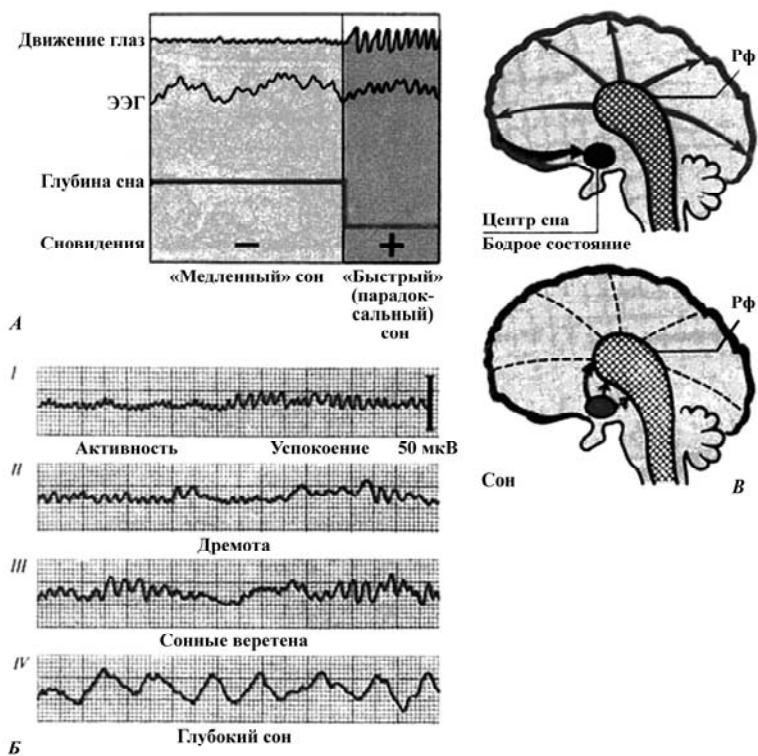 Движение глаз
ЭЭГ
Глубина сна
Сновидения
−
+
«Медленный» сон
«Быстрый»
(парадок-
сальный)
сон
А
I
Активность
Успокоение
50 мкВ
II
Дремота
III
Сонные веретена
IV
Глубокий сон
Б
Рф
Центр сна
Бодрое состояние
Рф
Сон
В